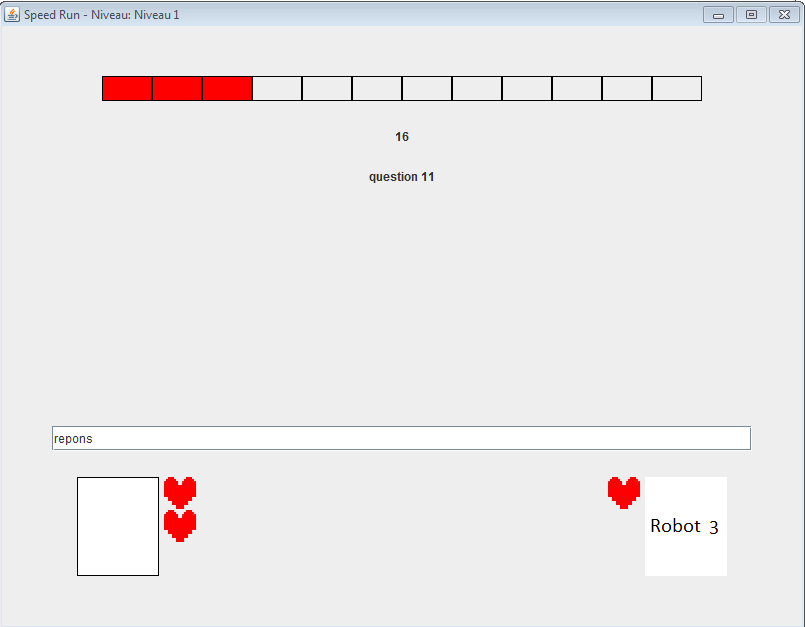 Speed Run - Niveau: Niveau 1
16
question 11
repons
Robot 3